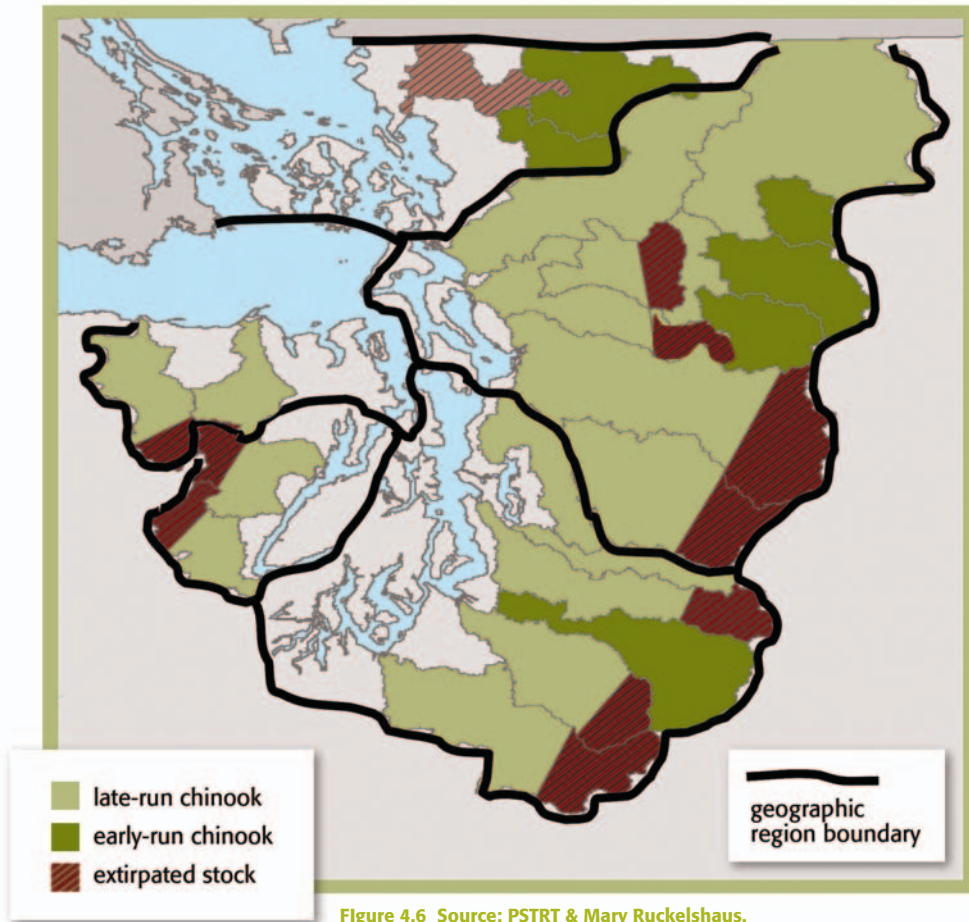 late-run chinook
early-run chinook
extirpated stock
geographic
region boundary
Figure 4.6 Source: PSTRT & Mary Ruckelshaus.